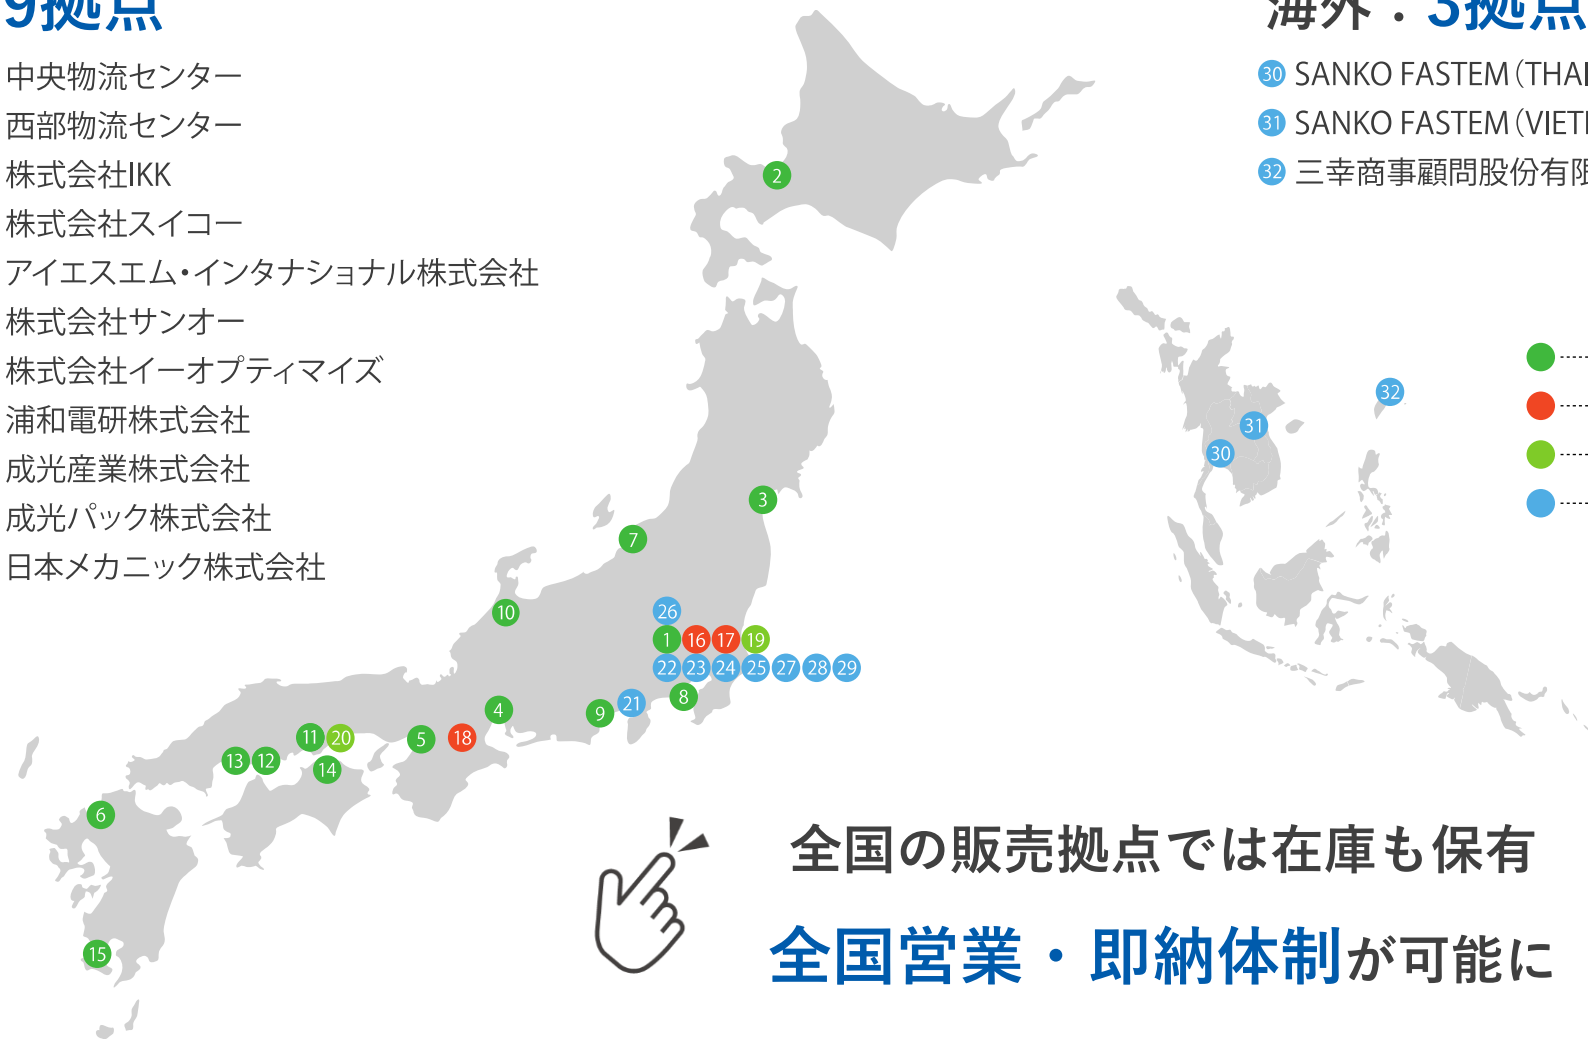 9拠点
中央物流センター
西部物流センター
株式会社IKK
株式会社スイコー
アイエスエム・インタナショナル株式会社
株式会社サンオー
株式会社イーオプティマイズ
浦和電研株式会社
成光産業株式会社
成光パック株式会社
日本メカニック株式会社
海外：3拠点
30 SANKO FASTEM（THAI
31 SANKO FASTEM（VIET
32 三幸商事顧問股份有限
2
3
7
10
26
1 16 17 19
22 23 24 25 27 28 29
8
21
9
4
18
5
11 20
13 12
14
6
15
32
31
30
全国の販売拠点では在庫も保有
全国営業・即納体制が可能に